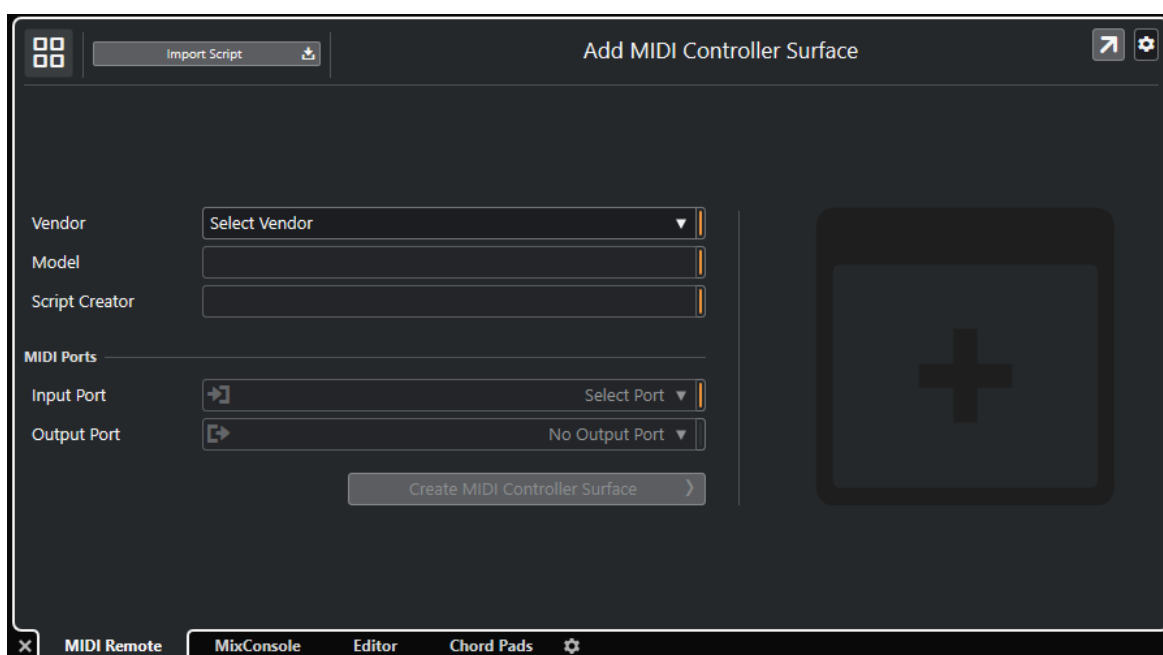 Import Script
Add MIDI Controller Surface
Vendor
Select Vendor
Model
Script Creator
MIDI Ports
Input Port
Select Port
Output Port
No Output Port
Create MIDI Controller Surface
MIDI Remote
MixConsole
Editor
Chord Pads